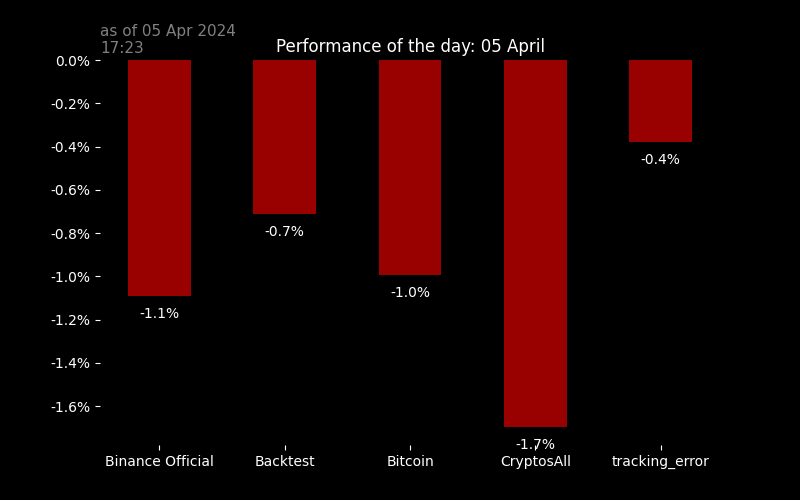 as of 05 Apr 2024
17:23
Performance of the day: 05 April
0.0%
-0.2%
-0.4%
-0.6%
-0.8%
-1.0%
-1.2%
-1.4%
-1.6%
-1.1%
-0.7%
-1.0%
-1.7%
-0.4%
Binance Official
Backtest
Bitcoin
CryptosAll
tracking_error